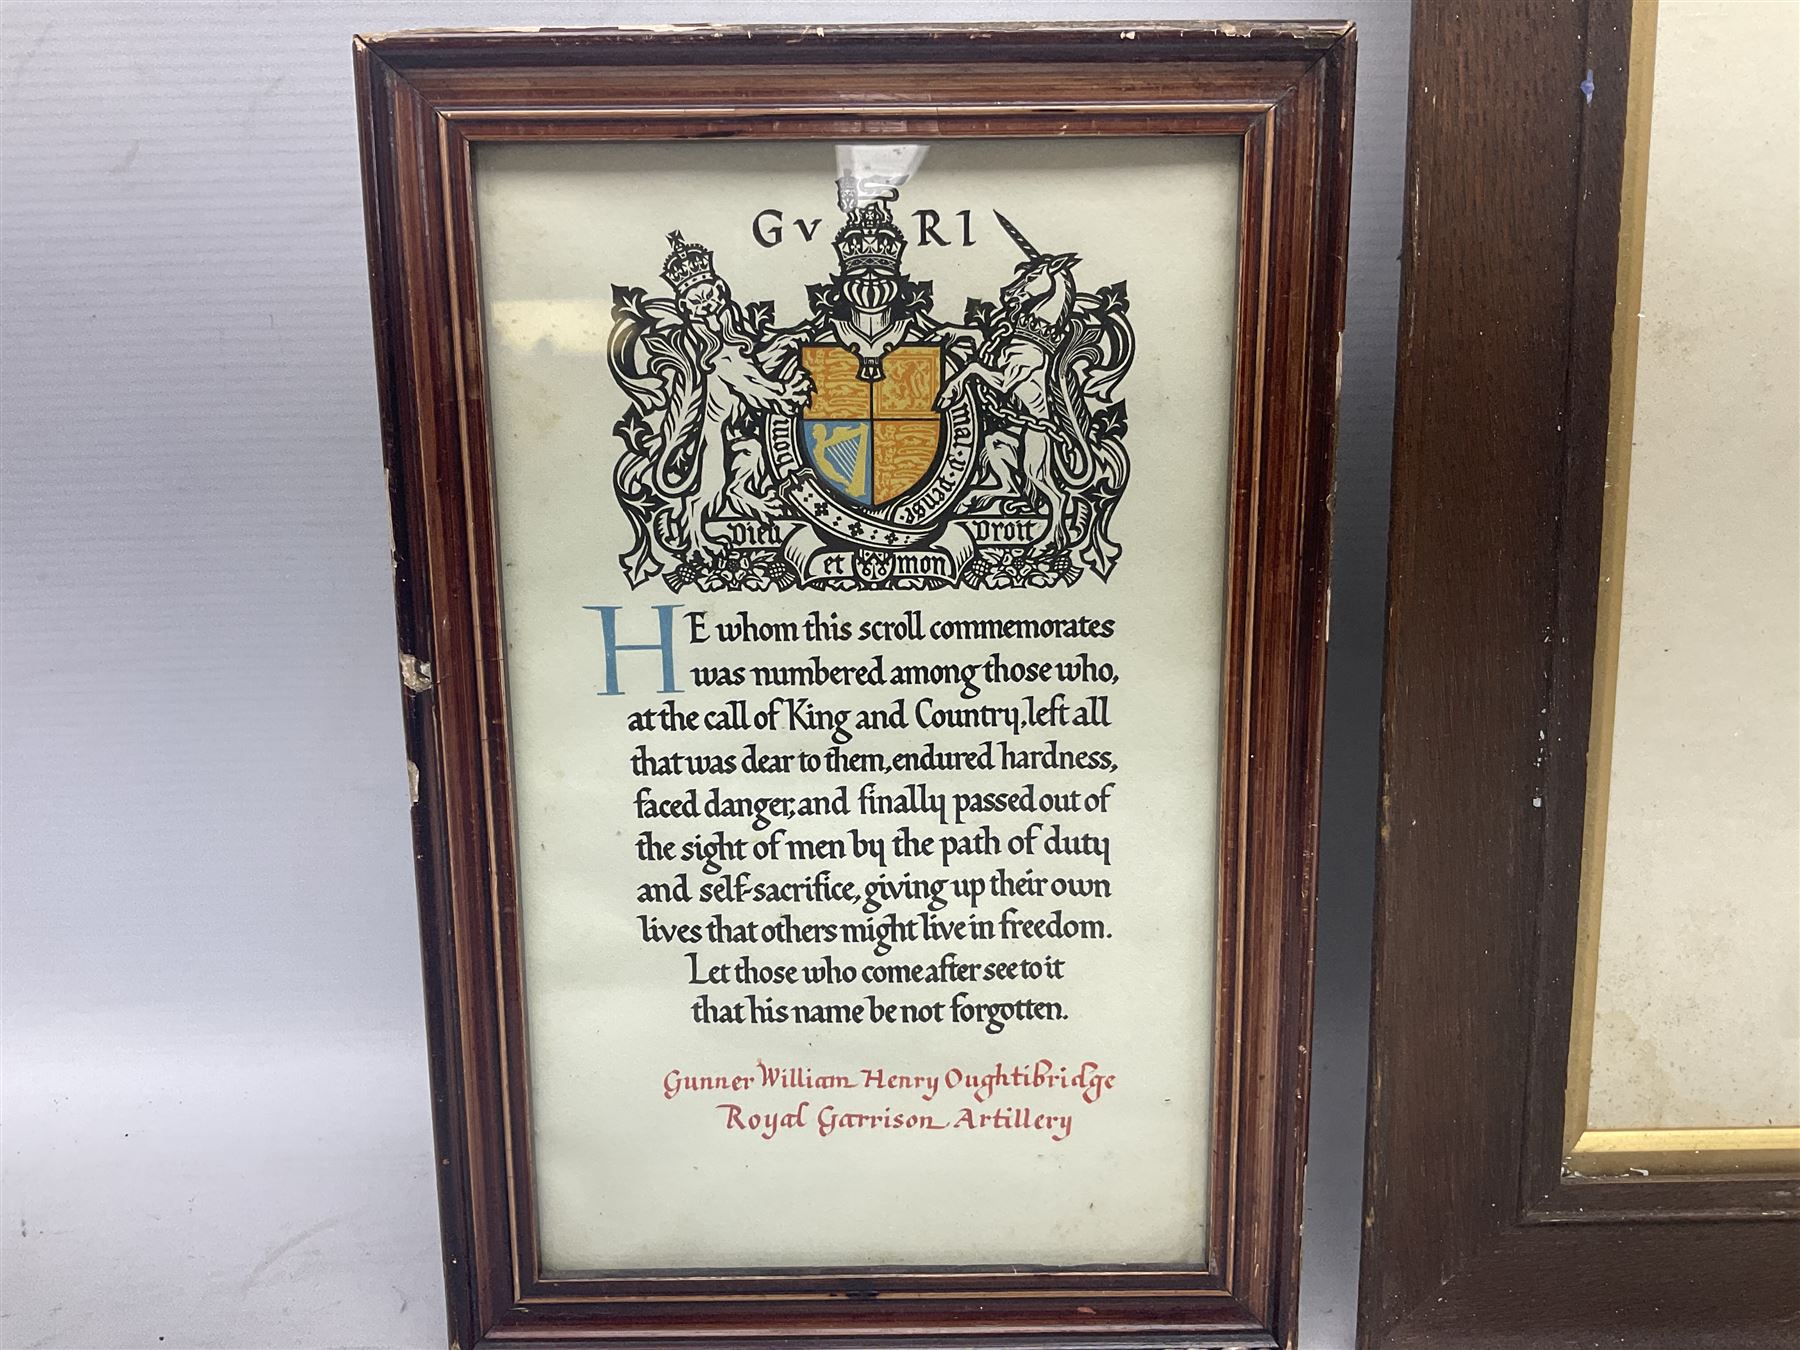 GV RI
mal·y·pense·
Dieu Droit
et mon
HE whom this scroll commemorates
was numbered among those who,
at the call of King and Country, left all
that was dear to them, endured hardness,
faced danger, and finally passed out of
the sight of men by the path of duty
and self-sacrifice, giving up their own
lives that others might live in freedom.
Let those who come after see to it
that his name be not forgotten.
Gunner William Henry Oughtibridge
Royal Garrison Artillery